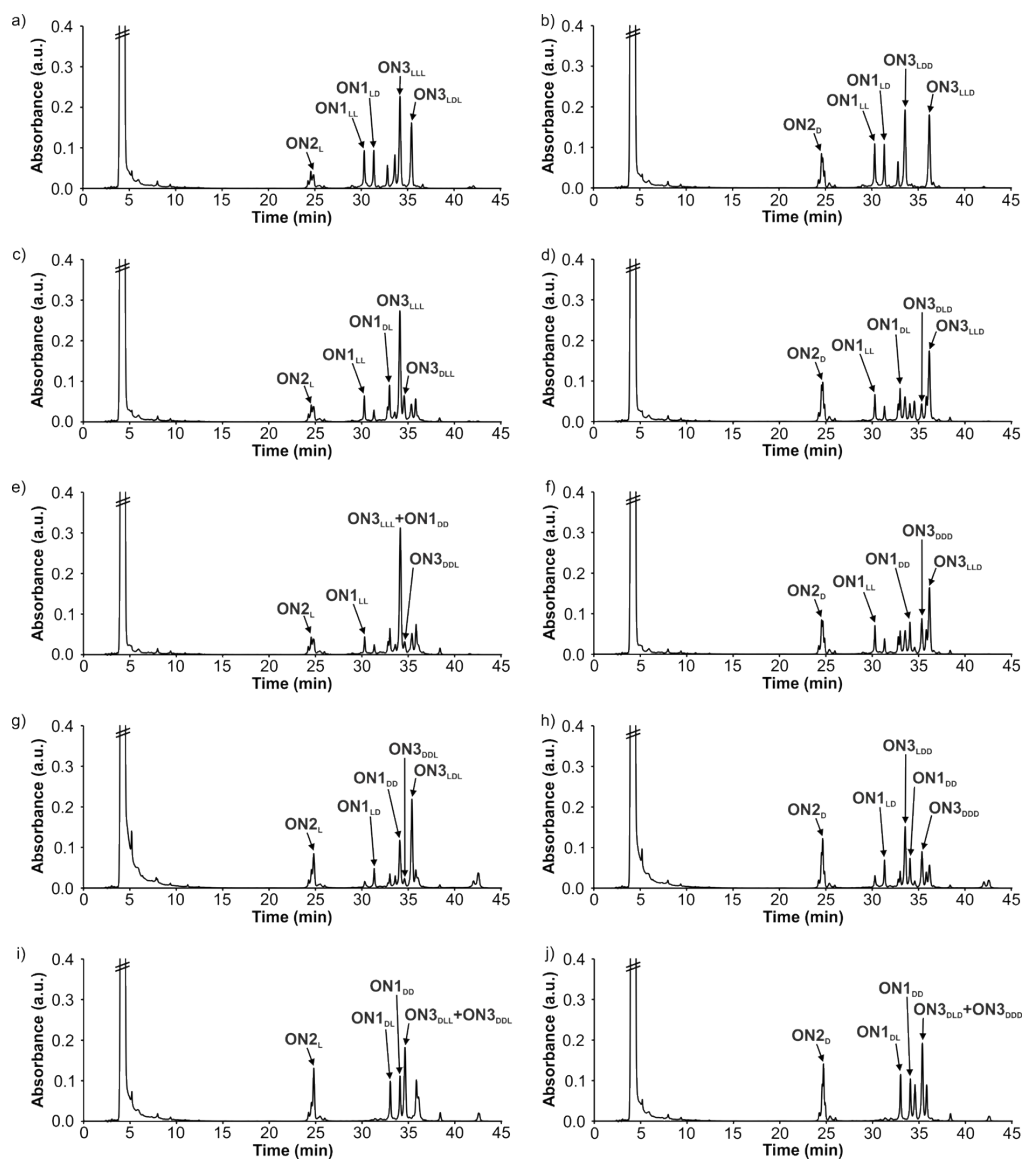 a)
0.4
0.3
0.2
0.1
0.0
Absorbance (a.u.)
ON2L
ON1LL
ON1LD
ON3LLL
ON3LDL
0 5 10 15 20 25 30 35 40 45
Time (min)
b)
0.4
0.3
0.2
0.1
0.0
Absorbance (a.u.)
ON2D
ON1LL
ON1LD
ON3LDD
ON3LLD
0 5 10 15 20 25 30 35 40 45
Time (min)
c)
0.4
0.3
0.2
0.1
0.0
Absorbance (a.u.)
ON2L
ON1LL
ON1DL
ON3LLL
ON3DLL
0 5 10 15 20 25 30 35 40 45
Time (min)
d)
0.4
0.3
0.2
0.1
0.0
Absorbance (a.u.)
ON2D
ON1LL
ON1DL
ON3DLD
ON3LLD
0 5 10 15 20 25 30 35 40 45
Time (min)
e)
0.4
0.3
0.2
0.1
0.0
Absorbance (a.u.)
ON2L
ON1LL
ON3LLL+ON1DD
ON3DDL
0 5 10 15 20 25 30 35 40 45
Time (min)
f)
0.4
0.3
0.2
0.1
0.0
Absorbance (a.u.)
ON2D
ON1LL
ON1DD
ON3DDD
ON3LLD
0 5 10 15 20 25 30 35 40 45
Time (min)
g)
0.4
0.3
0.2
0.1
0.0
Absorbance (a.u.)
ON2L
ON1LD
ON1DD
ON3DDL
ON3LDL
0 5 10 15 20 25 30 35 40 45
Time (min)
h)
0.4
0.3
0.2
0.1
0.0
Absorbance (a.u.)
ON2D
ON1LD
ON3LDD
ON1DD
ON3DDD
0 5 10 15 20 25 30 35 40 45
Time (min)
i)
0.4
0.3
0.2
0.1
0.0
Absorbance (a.u.)
ON2L
ON1DL
ON1DD
ON3DLL+ON3DDL
0 5 10 15 20 25 30 35 40 45
Time (min)
j)
0.4
0.3
0.2
0.1
0.0
Absorbance (a.u.)
ON2D
ON1DL
ON1DD
ON3DLD+ON3DDD
0 5 10 15 20 25 30 35 40 45
Time (min)